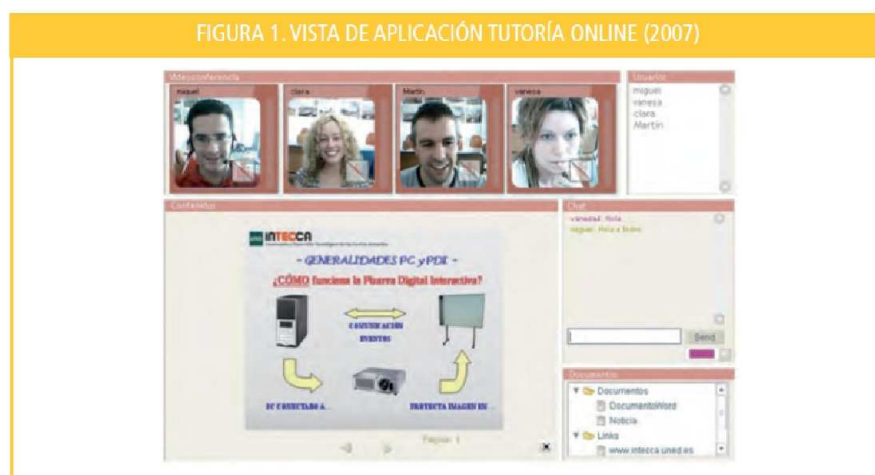 FIGURA 1. VISTA DE APLICACIÓN TUTORÍA ONLINE (2007)
Videoconferencia
miguel
clara
Martin
vanesa
Usuarios
miguel
vanesa
clara
Martin
Contenidos
INTECCA
- GENERALIDADES PC y PDI -
¿CÓMO funciona la Pizarra Digital Interactiva?
COMUNICACIÓN
EVENTOS
PC CONECTADO A...
PROYECTA IMAGEN EN...
Página: 1
Chat
miguel: Hola a todos
Send
Documentos
Documentos
DocumentoWord
Noticia
Links
www.intecca.uned.es